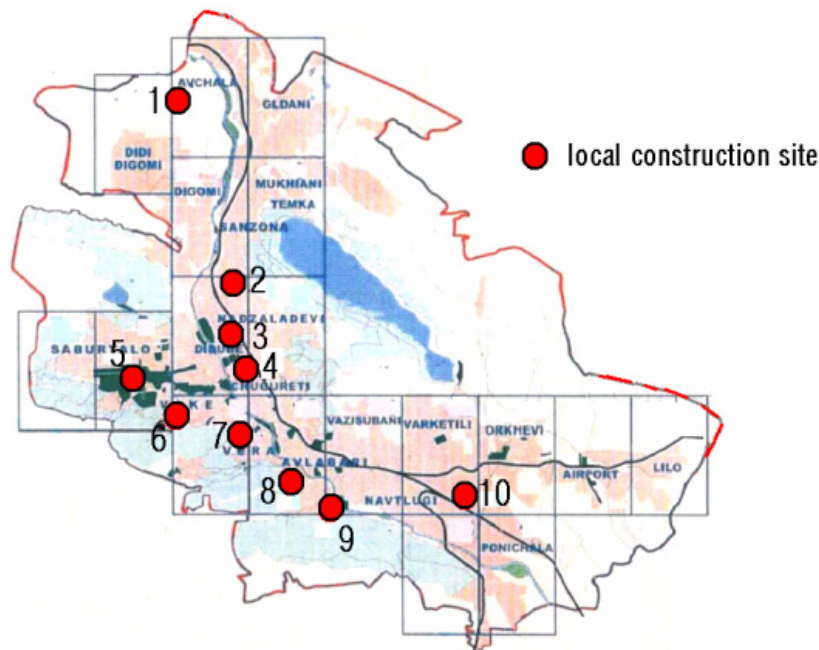 AVCHALA
1
GLDANI
local construction site
DIDI
DIGOMI
DIGOMI
MUKHIANI
TEMKA
SANZONA
2
NADZALADEVI
3
SABURTALO
DIDUBE
5
4
CHUGURETI
VAKE
6
7
VAZISUBANI
VARKETILI
ORKHEVI
VERA
AVLABARI
AIRPORT
LILO
8
NAVTLUGI
10
9
PONICHALA